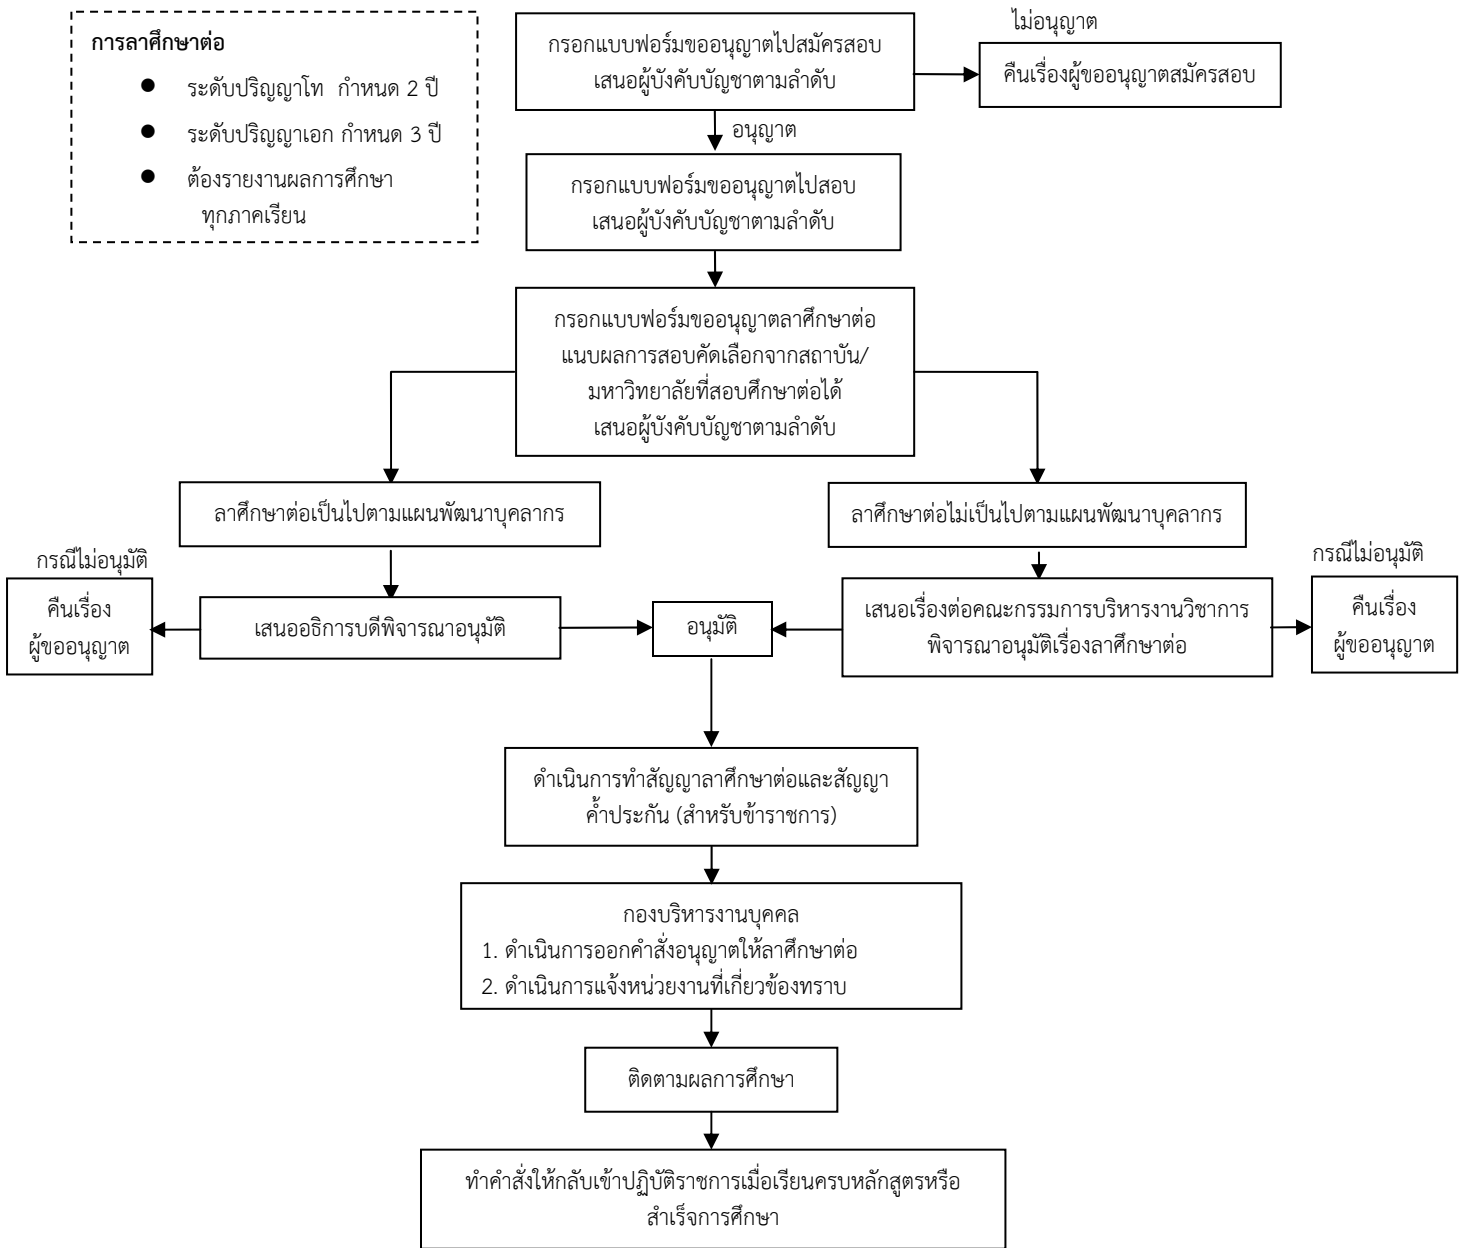 การลาศึกษาต่อ
● ระดับปริญญาโท กำหนด 2 ปี
● ระดับปริญญาเอก กำหนด 3 ปี
● ต้องรายงานผลการศึกษา
ทุกภาคเรียน
กรอกแบบฟอร์มขออนุญาตไปสมัครสอบ
เสนอผู้บังคับบัญชาตามลำดับ
ไม่อนุญาต
คืนเรื่องผู้ขออนุญาตสมัครสอบ
อนุญาต
กรอกแบบฟอร์มขออนุญาตไปสอบ
เสนอผู้บังคับบัญชาตามลำดับ
กรอกแบบฟอร์มขออนุญาตลาศึกษาต่อ
แนบผลการสอบคัดเลือกจากสถาบัน/
มหาวิทยาลัยที่สอบศึกษาต่อได้
เสนอผู้บังคับบัญชาตามลำดับ
ลาศึกษาต่อเป็นไปตามแผนพัฒนาบุคลากร
ลาศึกษาต่อไม่เป็นไปตามแผนพัฒนาบุคลากร
กรณีไม่อนุมัติ
คืนเรื่อง
ผู้ขออนุญาต
เสนออธิการบดีพิจารณาอนุมัติ
อนุมัติ
เสนอเรื่องต่อคณะกรรมการบริหารงานวิชาการ
พิจารณาอนุมัติเรื่องลาศึกษาต่อ
กรณีไม่อนุมัติ
คืนเรื่อง
ผู้ขออนุญาต
ดำเนินการทำสัญญาลาศึกษาต่อและสัญญา
ค้ำประกัน (สำหรับข้าราชการ)
กองบริหารงานบุคคล
1. ดำเนินการออกคำสั่งอนุญาตให้ลาศึกษาต่อ
2. ดำเนินการแจ้งหน่วยงานที่เกี่ยวข้องทราบ
ติดตามผลการศึกษา
ทำคำสั่งให้กลับเข้าปฏิบัติราชการเมื่อเรียนครบหลักสูตรหรือ
สำเร็จการศึกษา